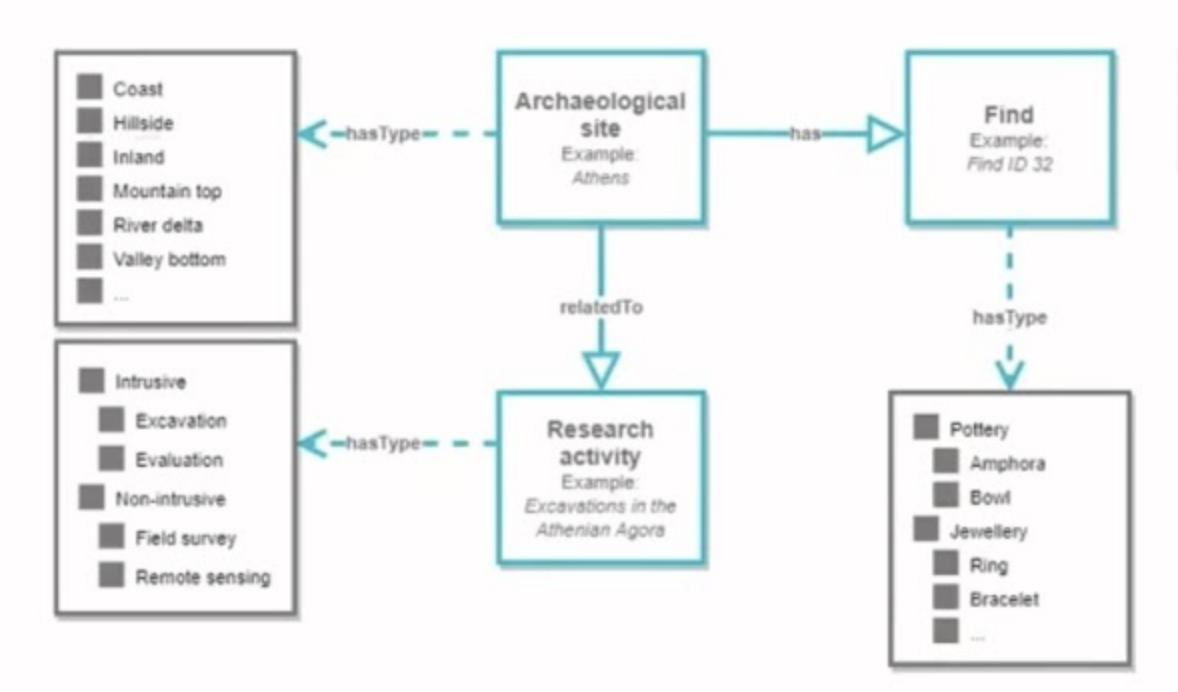 Coast
Hillside
Inland
Mountain top
River delta
Valley bottom
...
hasType
Archaeological
site
Example:
Athens
has
Find
Example:
Find ID 32
relatedTo
hasType
Intrusive
Excavation
Evaluation
Non-intrusive
Field survey
Remote sensing
hasType
Research
activity
Example:
Excavations in the
Athenian Agora
Pottery
Amphora
Bowl
Jewellery
Ring
Bracelet
...